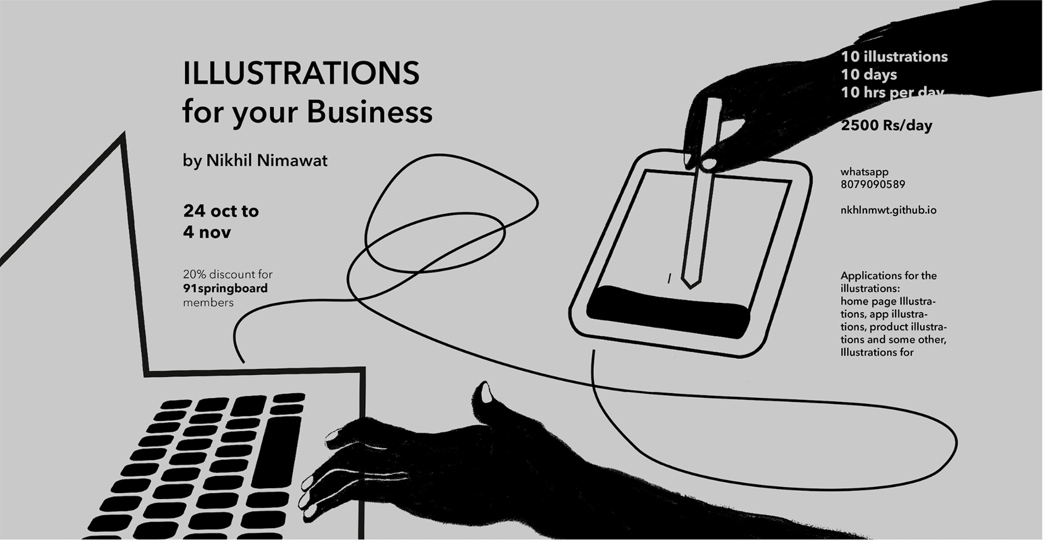 ILLUSTRATIONS
for your Business
by Nikhil Nimawat
24 oct to
4 nov
20% discount for
91springboard
members
10 illustrations
10 days
10 hrs per day
2500 Rs/day
whatsapp
8079090589
nkhlnmwt.github.io
Applications for the
illustrations:
home page Illustra-
tions, app illustra-
tions, product illustra-
tions and some other,
Illustrations for